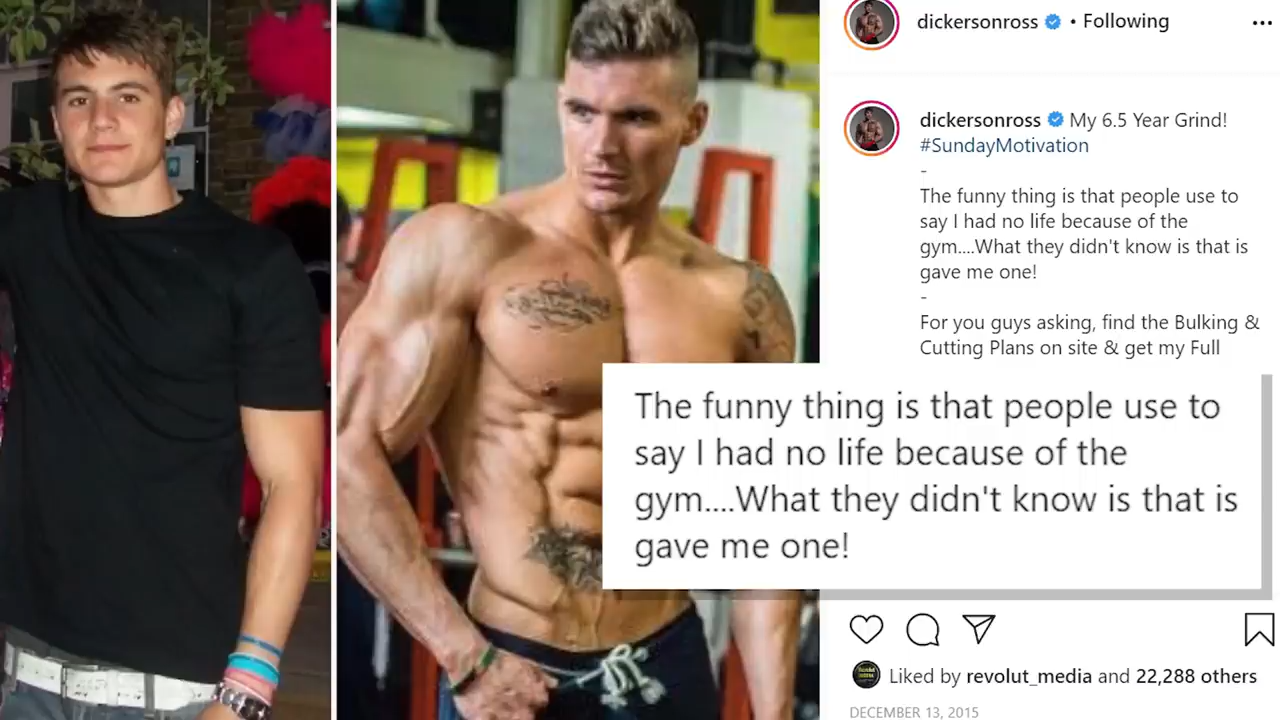 dickersonross • Following
dickersonross My 6.5 Year Grind!
#SundayMotivation
-
The funny thing is that people use to
say I had no life because of the
gym....What they didn't know is that is
gave me one!
-
For you guys asking, find the Bulking &
Cutting Plans on site & get my Full
The funny thing is that people use to
say I had no life because of the
gym....What they didn't know is that is
gave me one!
Liked by revolut_media and 22,288 others
DECEMBER 13, 2015